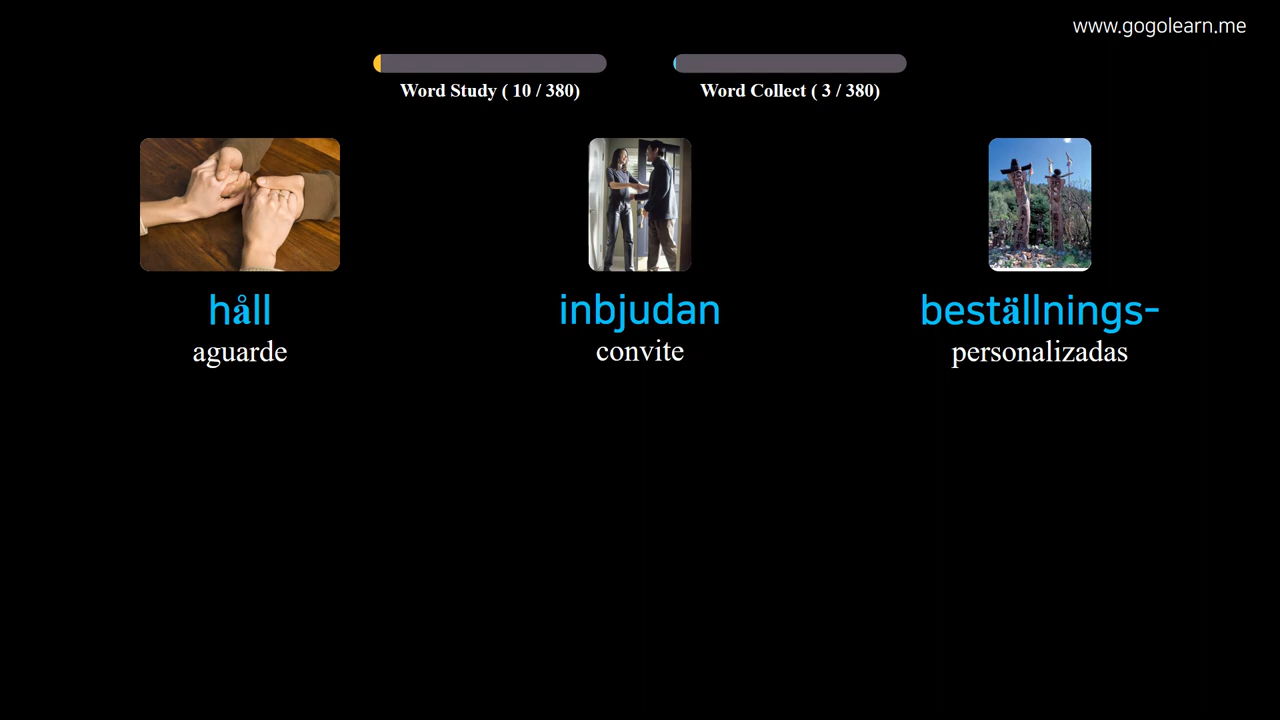 www.gogolearn.me
Word Study ( 10 / 380)
Word Collect ( 3 / 380)
håll
inbjudan
beställnings-
aguarde
convite
personalizadas